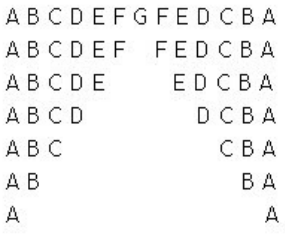 A B C D E F G F E D C B A
A B C D E F   F E D C B A
A B C D E       E D C B A
A B C D           D C B A
A B C               C B A
A B                   B A
A                       A